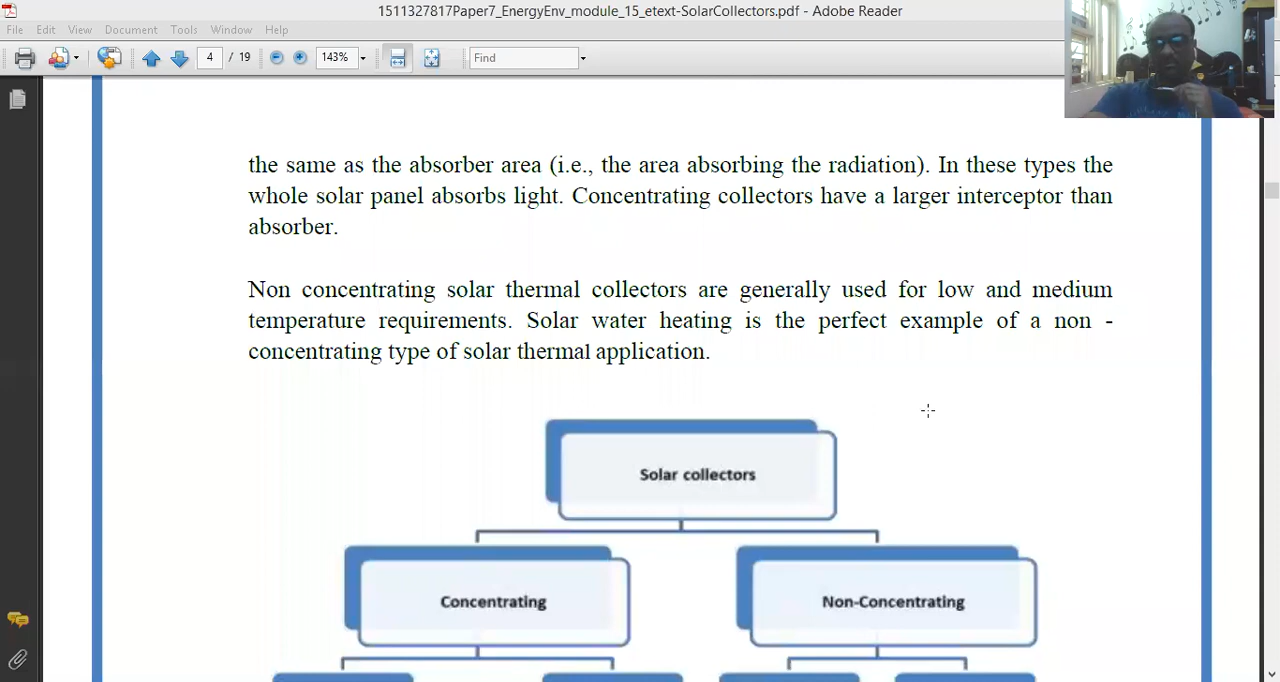 1511327817Paper7_EnergyEnv_module_15_etext-SolarCollectors.pdf - Adobe Reader
File Edit View Document Tools Window Help
4 / 19 143% Find
the same as the absorber area (i.e., the area absorbing the radiation). In these types the
whole solar panel absorbs light. Concentrating collectors have a larger interceptor than
absorber.
Non concentrating solar thermal collectors are generally used for low and medium
temperature requirements. Solar water heating is the perfect example of a non -
concentrating type of solar thermal application.
Solar collectors
Concentrating
Non-Concentrating